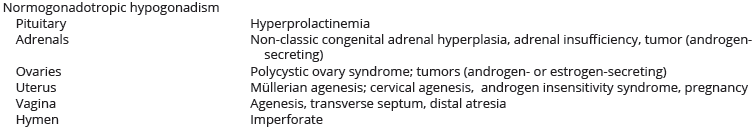 Normogonadotropic hypogonadism
Pituitary Hyperprolactinemia
Adrenals Non-classic congenital adrenal hyperplasia, adrenal insufficiency, tumor (androgen-
secreting)
Ovaries Polycystic ovary syndrome; tumors (androgen- or estrogen-secreting)
Uterus Müllerian agenesis; cervical agenesis, androgen insensitivity syndrome, pregnancy
Vagina Agenesis, transverse septum, distal atresia
Hymen Imperforate